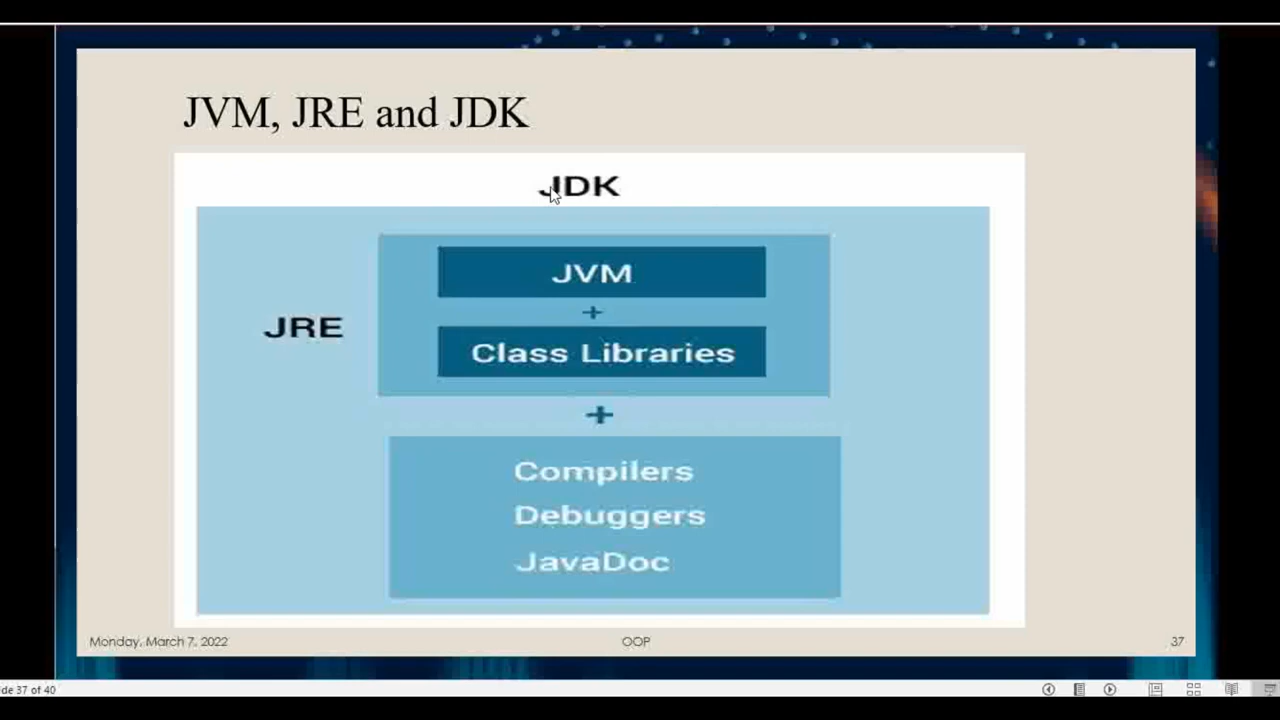 JVM, JRE and JDK
JDK
JVM
+
JRE
Class Libraries
+
Compilers
Debuggers
JavaDoc
Monday, March 7, 2022
OOP
37
de 37 of 40